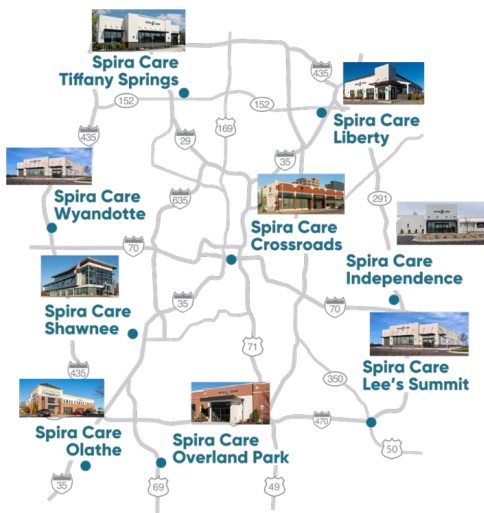 Spira Care
Tiffany Springs
435
Spira Care
Liberty
152
152
169
29
35
435
291
Spira Care
Wyandotte
635
Spira Care
Crossroads
70
Spira Care
Independence
Spira Care
Shawnee
35
70
71
Spira Care
Lee's Summit
435
350
Spira Care
Olathe
Spira Care
Overland Park
470
50
35
69
49